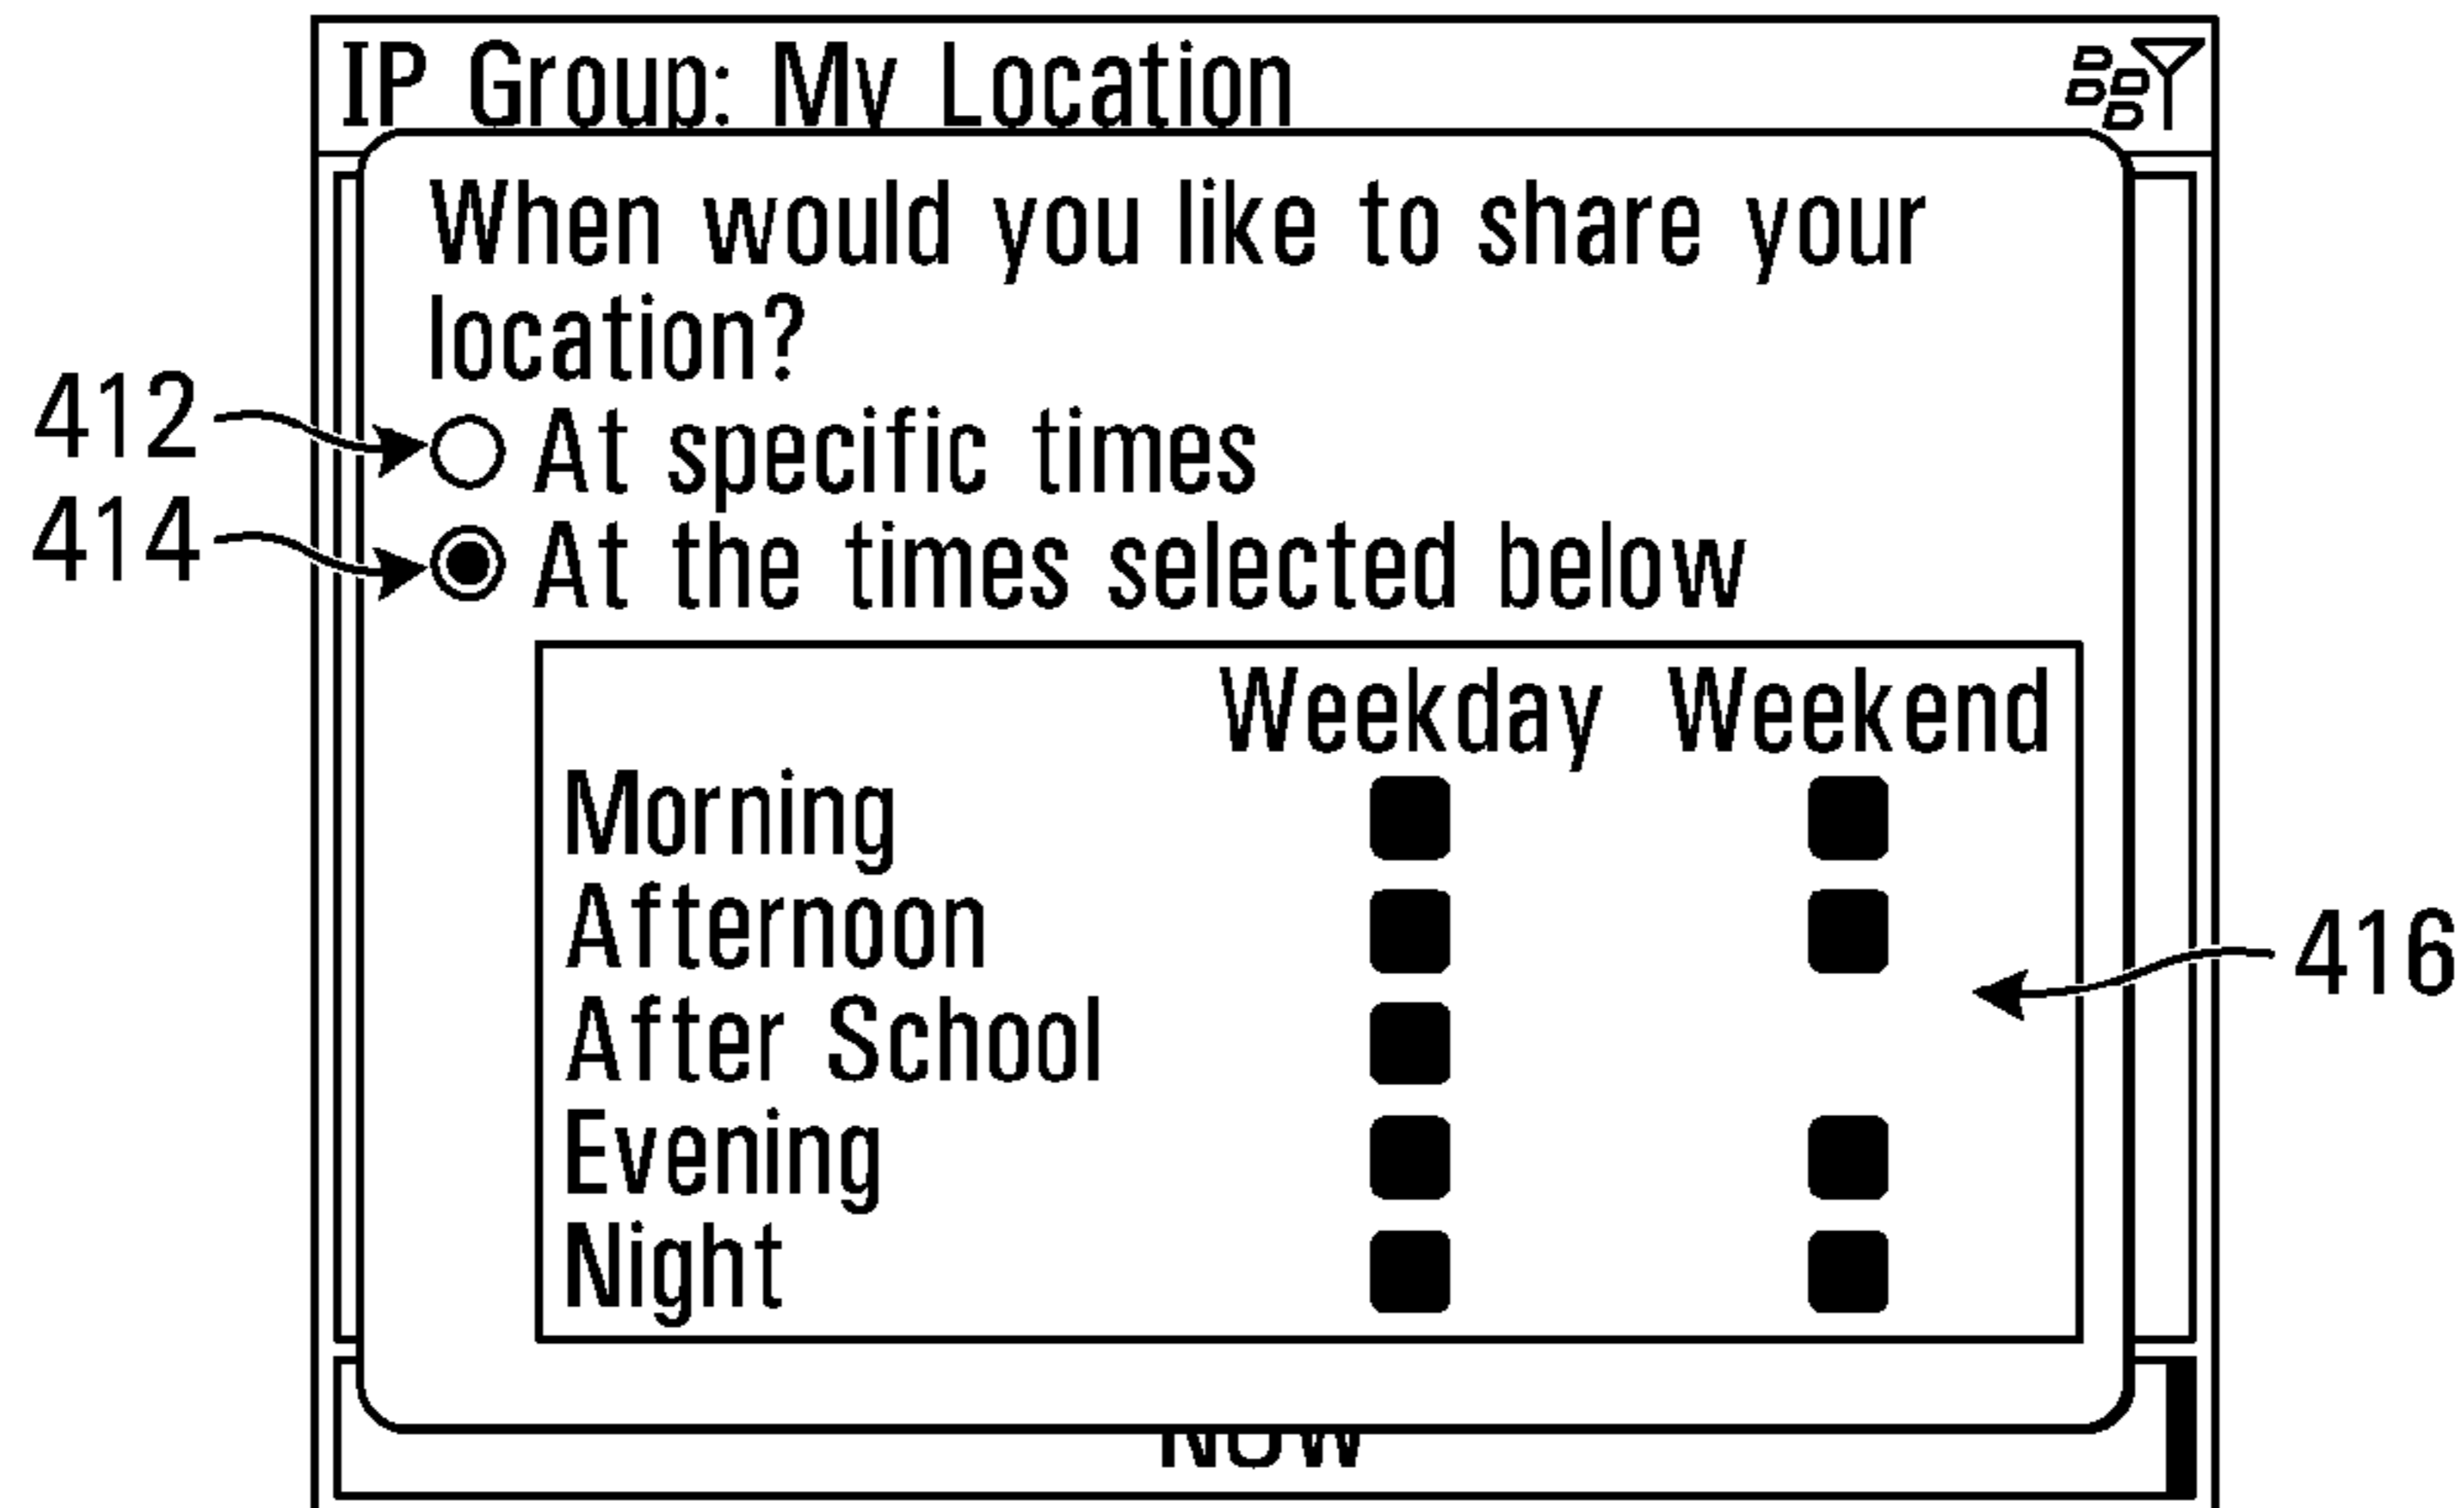 IP Group: My Location
When would you like to share your
location?
412
At specific times
414
At the times selected below
Weekday Weekend
Morning
Afternoon
416
After School
Evening
Night
NOW